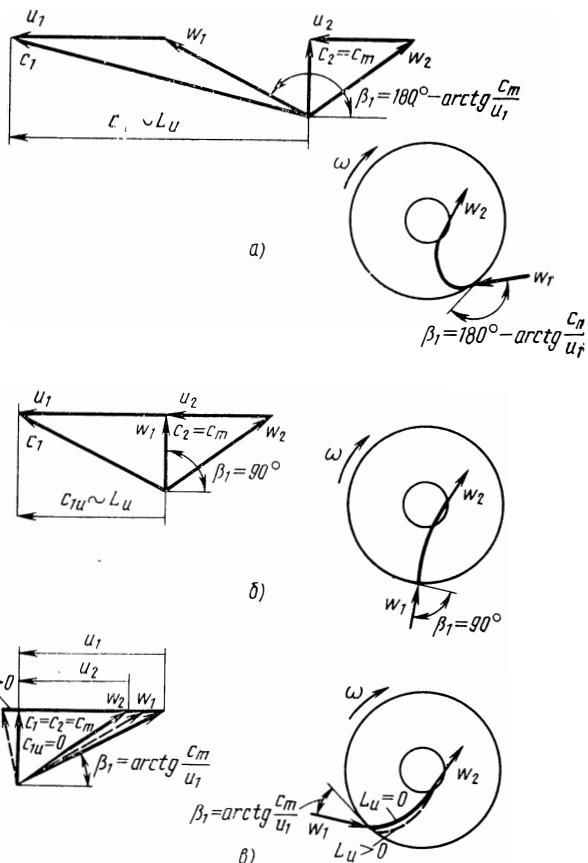 u₁
c₁
w₁
u₂
c₂=cₘ
w₂
β₁=180°−arctg cₘ/u₁
∼Lᵤ
ω
w₂
а)
w₁
β₁=180°−arctg cₘ/u₁
u₁
u₂
c₁
w₁
c₂=cₘ
w₂
β₁=90°
c₁ᵤ∼Lᵤ
ω
w₂
б)
w₁
β₁=90°
u₁
u₂
>0
w₂
w₁
c₁=c₂=cₘ
c₁ᵤ=0
β₁=arctg cₘ/u₁
ω
w₂
β₁=arctg cₘ/u₁
Lᵤ=0
w₁
Lᵤ>0
в)